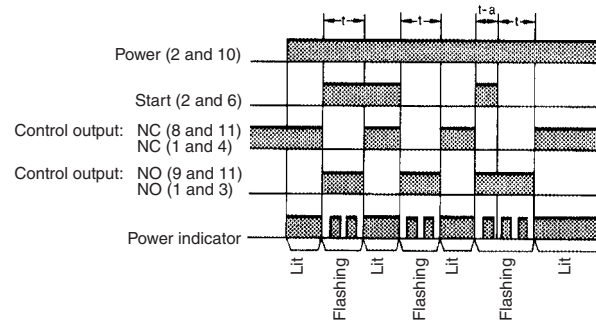 t t t-a t
Power (2 and 10)
Start (2 and 6)
Control output: NC (8 and 11)
NC (1 and 4)
Control output: NO (9 and 11)
NO (1 and 3)
Power indicator
Lit Flashing Lit Flashing Lit Flashing Lit